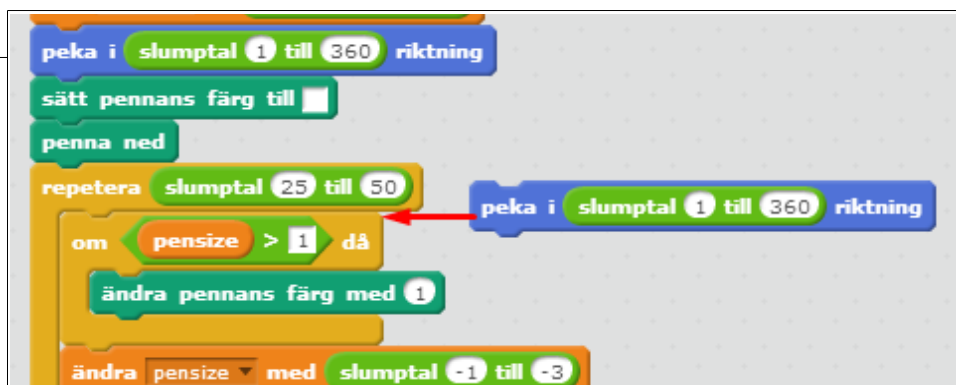 peka i slumptal 1 till 360 riktning
sätt pennans färg till
penna ned
repetera slumptal 25 till 50
peka i slumptal 1 till 360 riktning
om pensize > 1 då
ändra pennans färg med 1
ändra pensize med slumptal -1 till -3